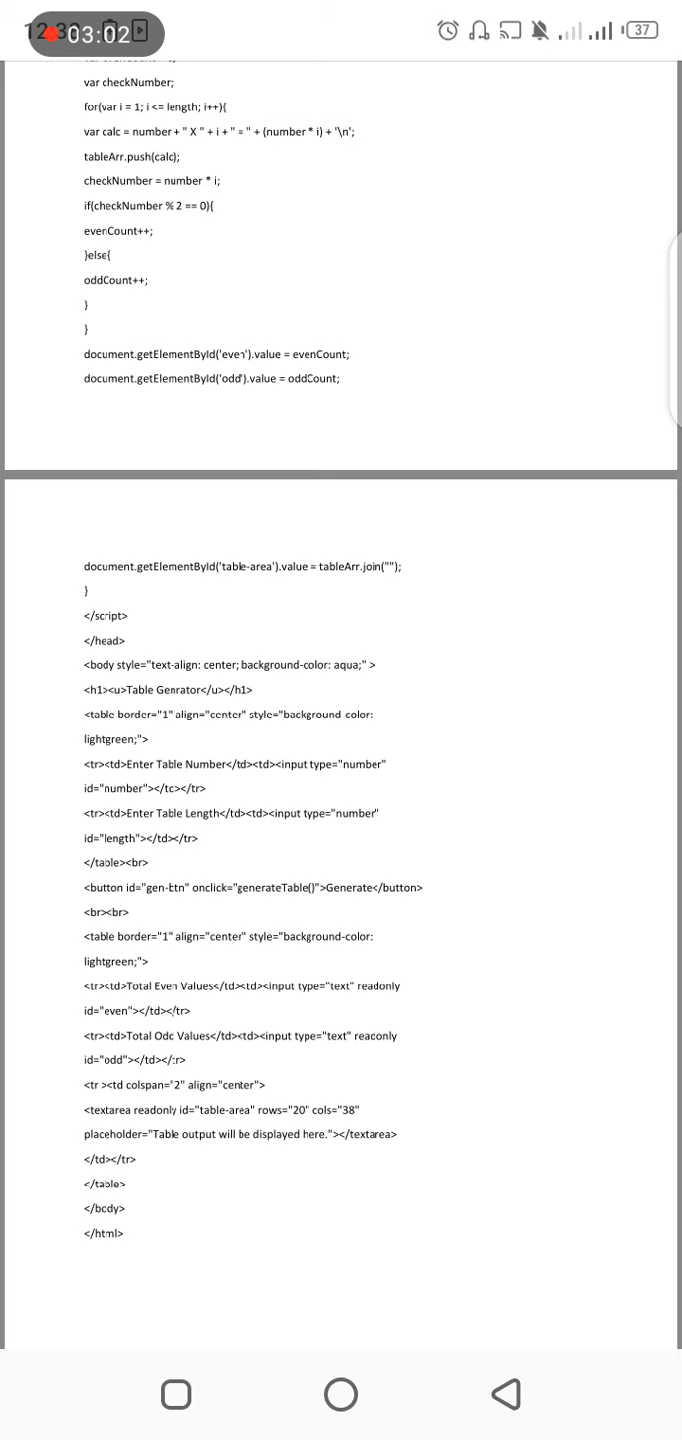 03:02
37
var checkNumber;
for(var i = 1; i <= length; i++){
var calc = number + " X " + i + " = " + (number * i) + '\n';
tableArr.push(calc);
checkNumber = number * i;
if(checkNumber % 2 == 0){
evenCount++;
}else{
oddCount++;
}
}
document.getElementById('even').value = evenCount;
document.getElementById('odd').value = oddCount;
document.getElementById('table-area').value = tableArr.join("");
}
</script>
</head>
<body style="text-align: center; background-color: aqua;" >
<h1><u>Table Genrator</u></h1>
<table border="1" align="center" style="background-color:
lightgreen;">
<tr><td>Enter Table Number</td><td><input type="number"
id="number"></td></tr>
<tr><td>Enter Table Length</td><td><input type="number"
id="length"></td></tr>
</table><br>
<button id="gen-btn" onclick="generateTable()">Generate</button>
<br><br>
<table border="1" align="center" style="background-color:
lightgreen;">
<tr><td>Total Even Values</td><td><input type="text" readonly
id="even"></td></tr>
<tr><td>Total Odd Values</td><td><input type="text" readonly
id="odd"></td></tr>
<tr ><td colspan="2" align="center">
<textarea readonly id="table-area" rows="20" cols="38"
placeholder="Table output will be displayed here."></textarea>
</td></tr>
</table>
</body>
</html>